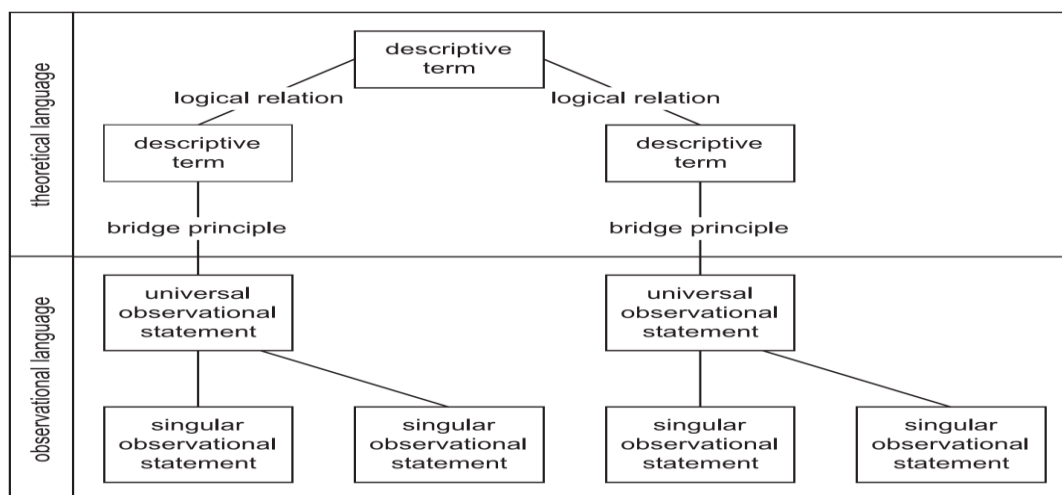 theoretical language
descriptive
term
logical relation
logical relation
descriptive
term
descriptive
term
bridge principle
bridge principle
observational language
universal
observational
statement
universal
observational
statement
singular
observational
statement
singular
observational
statement
singular
observational
statement
singular
observational
statement